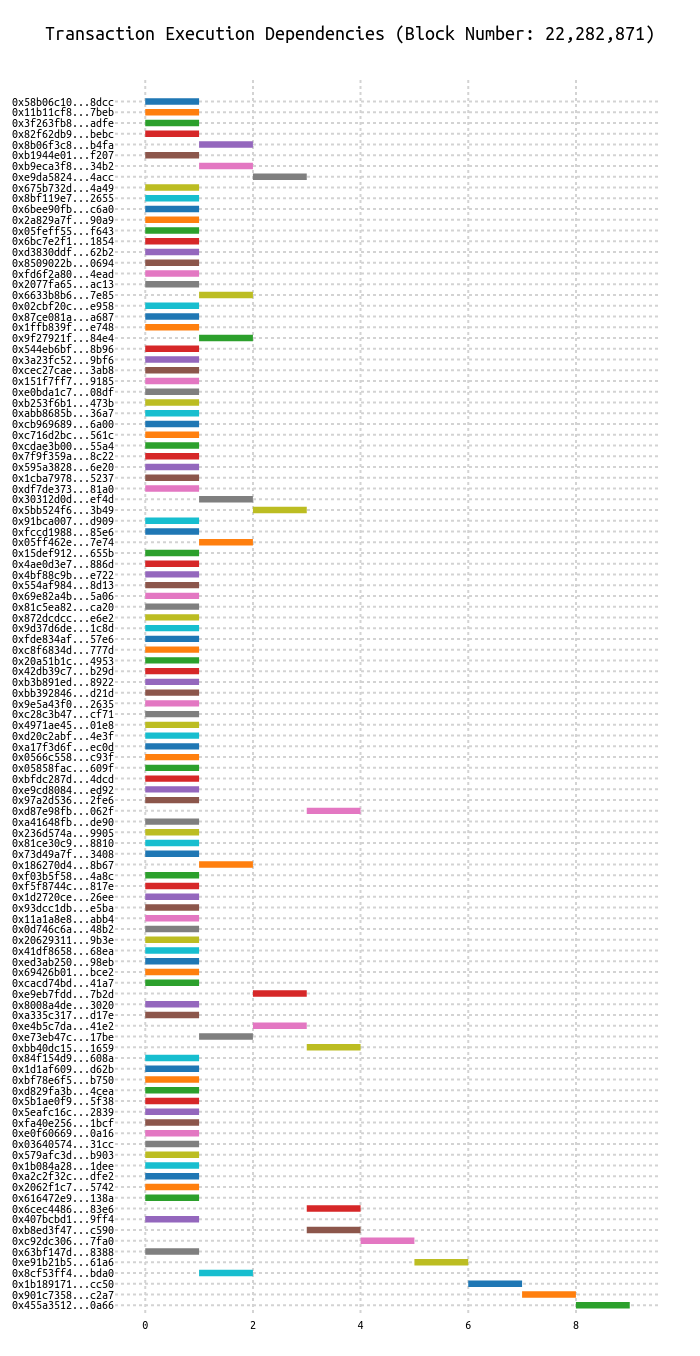 Transaction Execution Dependencies (Block Number: 22,282,871)
0x58b06c10...8dcc
0x11b11cf8...7beb
0x3f263fb8...adfe
0x82f62db9...bebc
0x8b06f3c8...b4fa
0xb1944e01...f207
0xb9eca3f8...34b2
0xe9da5824...4acc
0x675b732d...4a49
0x8bf119e7...2655
0x6bee90fb...c6a0
0x2a829a7f...90a9
0x05feff55...f643
0x6bc7e2f1...1854
0xd3830ddf...62b2
0x8509022b...0694
0xfd6f2a80...4ead
0x2077fa65...ac13
0x6633b8b6...7e85
0x02cbf20c...e958
0x87ce081a...a687
0x1ffb839f...e748
0x9f27921f...84e4
0x544eb6bf...8b96
0x3a23fc52...9bf6
0xcec27cae...3ab8
0x151f7ff7...9185
0xe0bda1c7...08df
0xb253f6b1...473b
0xabb8685b...36a7
0xcb969689...6a00
0xc716d2bc...561c
0xcdae3b00...55a4
0x7f9f359a...8c22
0x595a3828...6e20
0x1cba7978...5237
0xdf7de373...81a0
0x30312d0d...ef4d
0x5bb524f6...3b49
0x91bca007...d909
0xfccd1988...85e6
0x05ff462e...7e74
0x15def912...655b
0x4ae0d3e7...886d
0x4bf88c9b...e722
0x554af984...8d13
0x69e82a4b...5a06
0x81c5ea82...ca20
0x872dcdcc...e6e2
0x9d37d6de...1c8d
0xfde834af...57e6
0xc8f6834d...777d
0x20a51b1c...4953
0x42db39c7...b29d
0xb3b891ed...8922
0xbb392846...d21d
0x9e5a43f0...2635
0xc28c3b47...cf71
0x4971ae45...01e8
0xd20c2abf...4e3f
0xa17f3d6f...ec0d
0x0566c558...c93f
0x05858fac...609f
0xbfdc287d...4dcd
0xe9cd8084...ed92
0x97a2d536...2fe6
0xd87e98fb...062f
0xa41648fb...de90
0x236d574a...9905
0x81ce30c9...8810
0x73d49a7f...3408
0x186270d4...8b67
0xf03b5f58...4a8c
0xf5f8744c...817e
0x1d2720ce...26ee
0x93dcc1db...e5ba
0x11a1a8e8...abb4
0x0d746c6a...48b2
0x20629311...9b3e
0x41df8658...68ea
0xed3ab250...98eb
0x69426b01...bce2
0xcacd74bd...41a7
0xe9eb7fdd...7b2d
0x8008a4de...3020
0xa335c317...d17e
0xe4b5c7da...41e2
0xe73eb47c...17be
0xbb40dc15...1659
0x84f154d9...608a
0x1d1af609...d62b
0xbf78e6f5...b750
0xd829fa3b...4cea
0x5b1ae0f9...5f38
0x5eafc16c...2839
0xfa40e256...1bcf
0xe0f60669...0a16
0x03640574...31cc
0x579afc3d...b903
0x1b084a28...1dee
0xa2c2f32c...dfe2
0x2062f1c7...5742
0x616472e9...138a
0x6cec4486...83e6
0x407bcbd1...9ff4
0xb8ed3f47...c590
0xc92dc306...7fa0
0x63bf147d...8388
0xe91b21b5...61a6
0x8cf53ff4...bda0
0x1b189171...cc50
0x901c7358...c2a7
0x455a3512...0a66
0 2 4 6 8